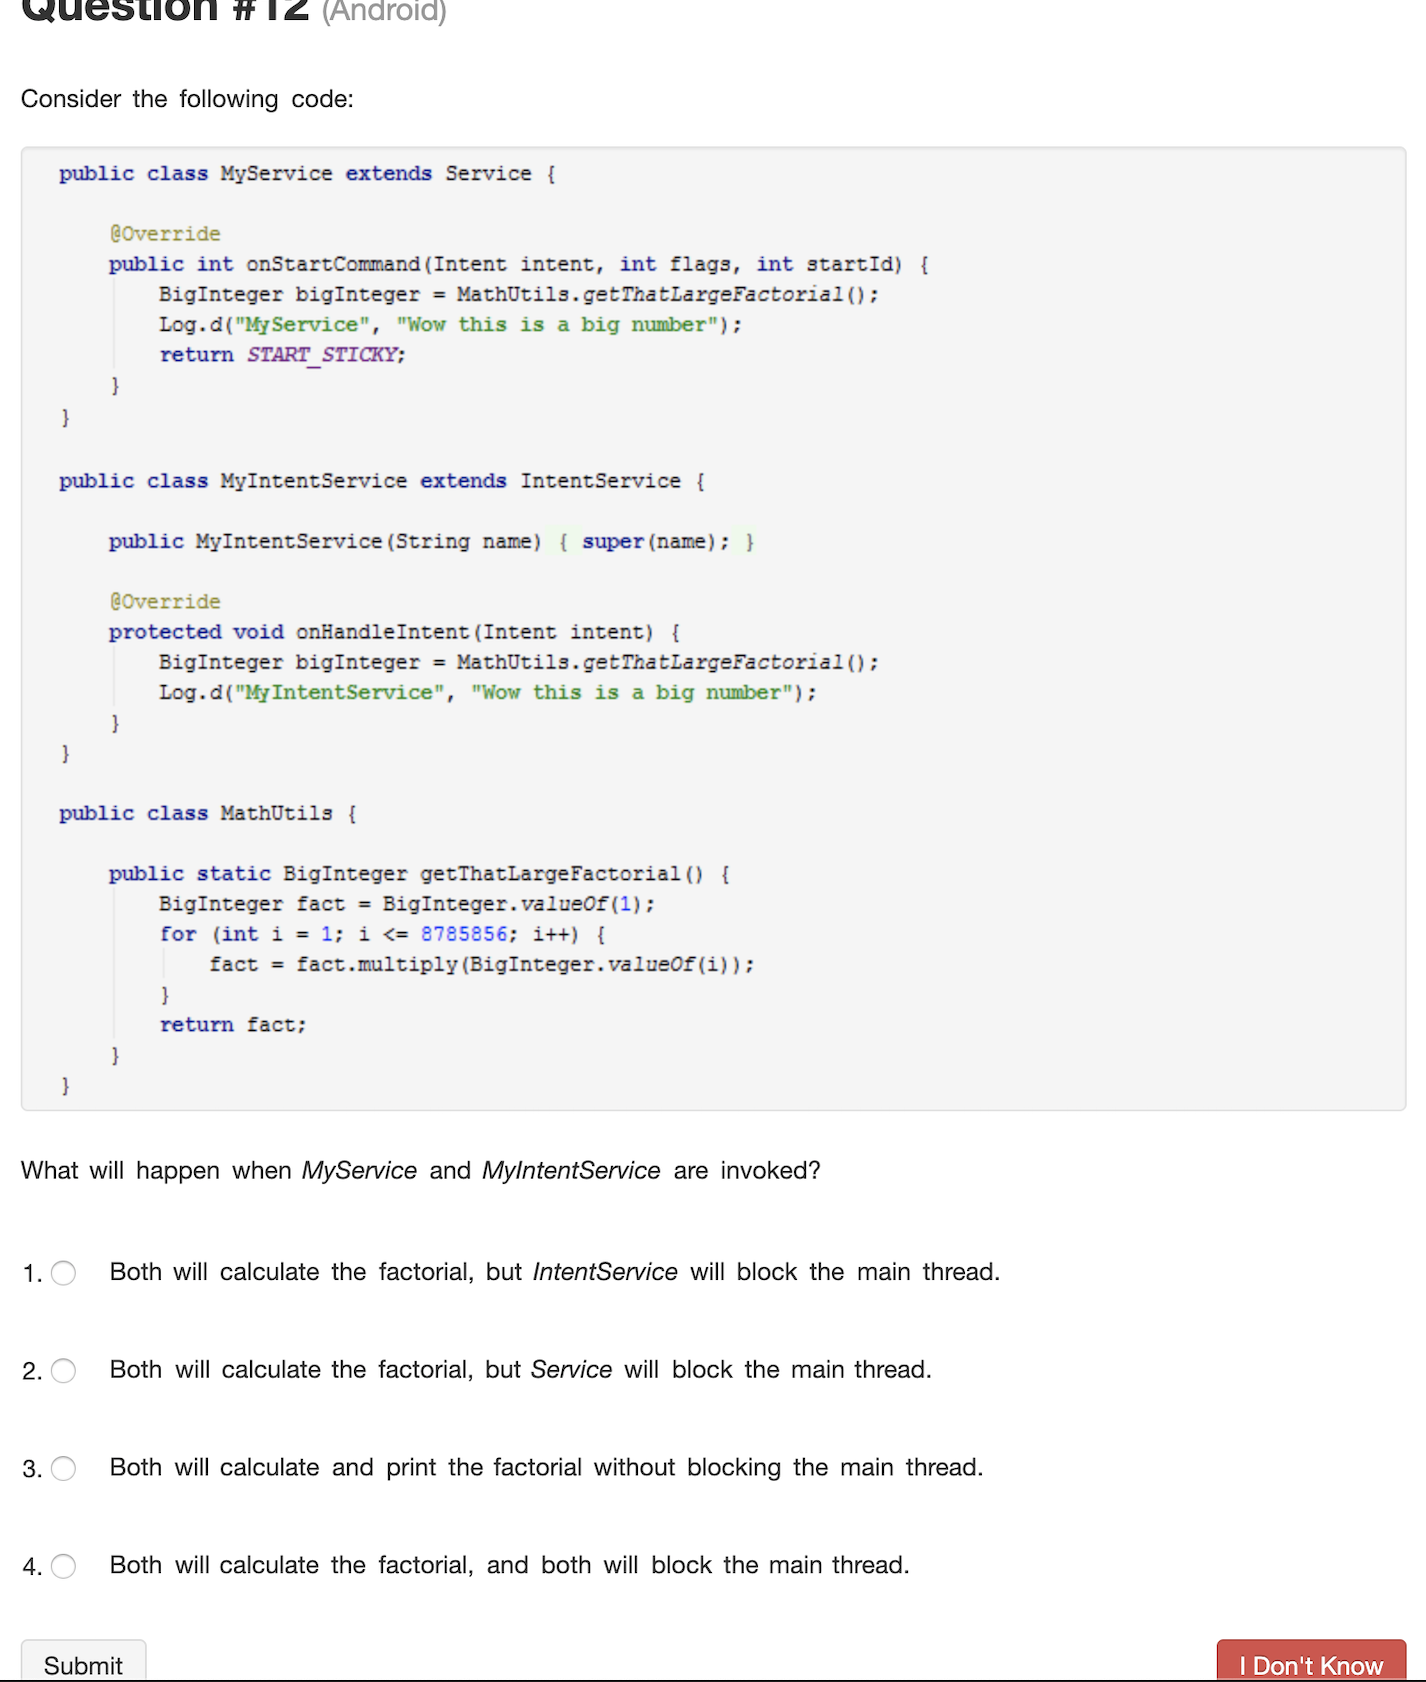 Question #12 (Android)
Consider the following code:
public class MyService extends Service {
@Override
public int onStartCommand(Intent intent, int flags, int startId) {
BigInteger bigInteger = MathUtils.getThatLargeFactorial();
Log.d("MyService", "Wow this is a big number");
return START_STICKY;
}
}
public class MyIntentService extends IntentService {
public MyIntentService(String name) { super(name); }
@Override
protected void onHandleIntent(Intent intent) {
BigInteger bigInteger = MathUtils.getThatLargeFactorial();
Log.d("MyIntentService", "Wow this is a big number");
}
}
public class MathUtils {
public static BigInteger getThatLargeFactorial() {
BigInteger fact = BigInteger.valueOf(1);
for (int i = 1; i <= 8785856; i++) {
fact = fact.multiply(BigInteger.valueOf(i));
}
return fact;
}
}
What will happen when MyService and MyIntentService are invoked?
1. Both will calculate the factorial, but IntentService will block the main thread.
2. Both will calculate the factorial, but Service will block the main thread.
3. Both will calculate and print the factorial without blocking the main thread.
4. Both will calculate the factorial, and both will block the main thread.
Submit
I Don't Know